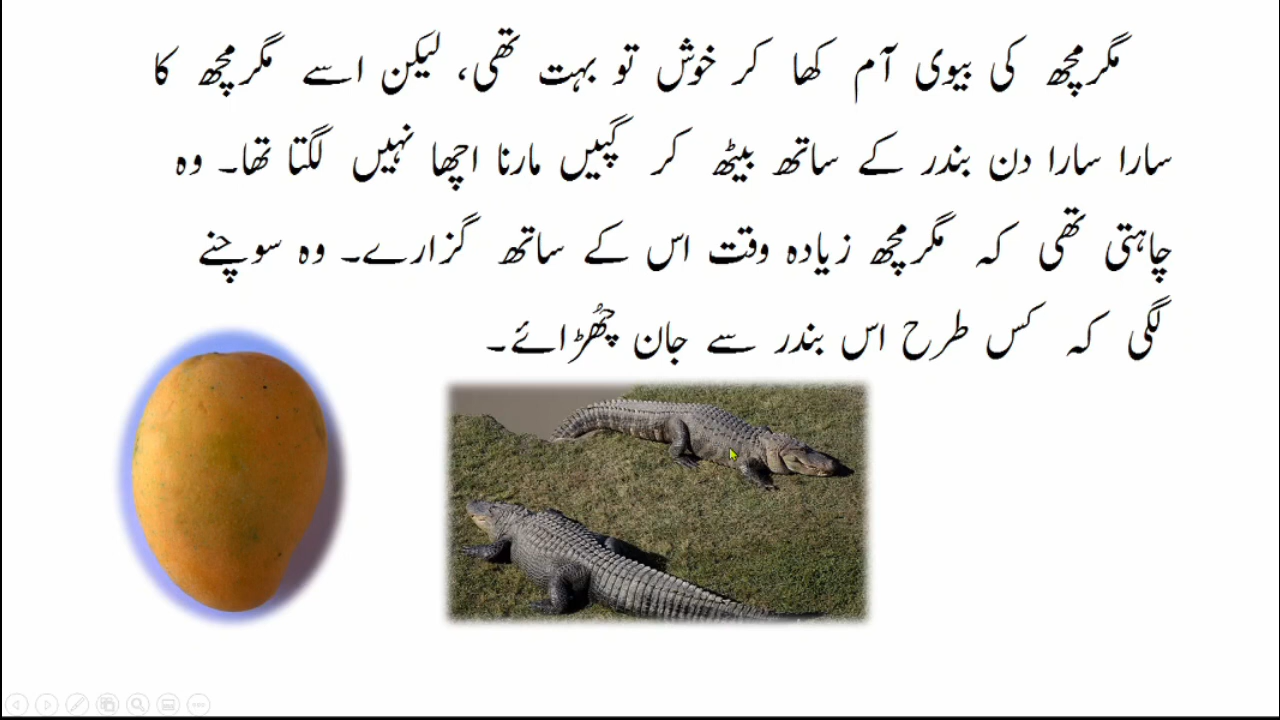 مگرمچھ کی بیوی آم کھا کر خوش تو بہت تھی، لیکن اسے مگرمچھ کا
سارا سارا دن بندر کے ساتھ بیٹھ کر گپیں مارنا اچھا نہیں لگتا تھا۔ وہ
چاہتی تھی کہ مگرمچھ زیادہ وقت اس کے ساتھ گزارے۔ وہ سوچنے
لگی کہ کس طرح اس بندر سے جان چھُڑائے۔